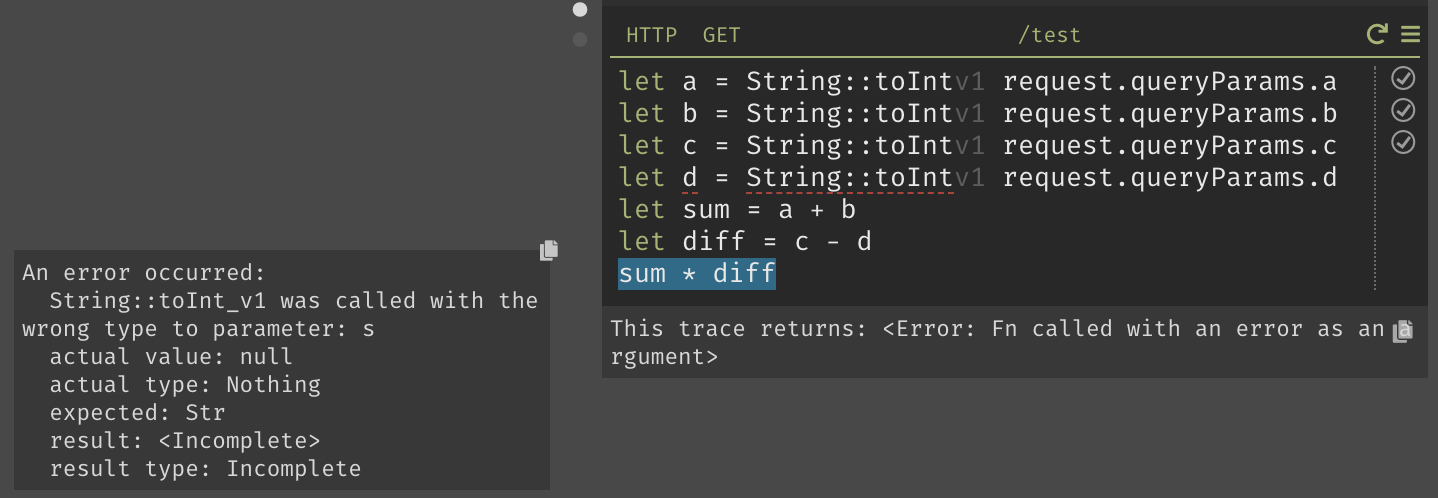 HTTP GET /test
let a = String::toIntv1 request.queryParams.a
let b = String::toIntv1 request.queryParams.b
let c = String::toIntv1 request.queryParams.c
let d = String::toIntv1 request.queryParams.d
let sum = a + b
let diff = c - d
sum * diff
This trace returns: <Error: Fn called with an error as an a
rgument>
An error occurred:
  String::toInt_v1 was called with the
wrong type to parameter: s
  actual value: null
  actual type: Nothing
  expected: Str
  result: <Incomplete>
  result type: Incomplete